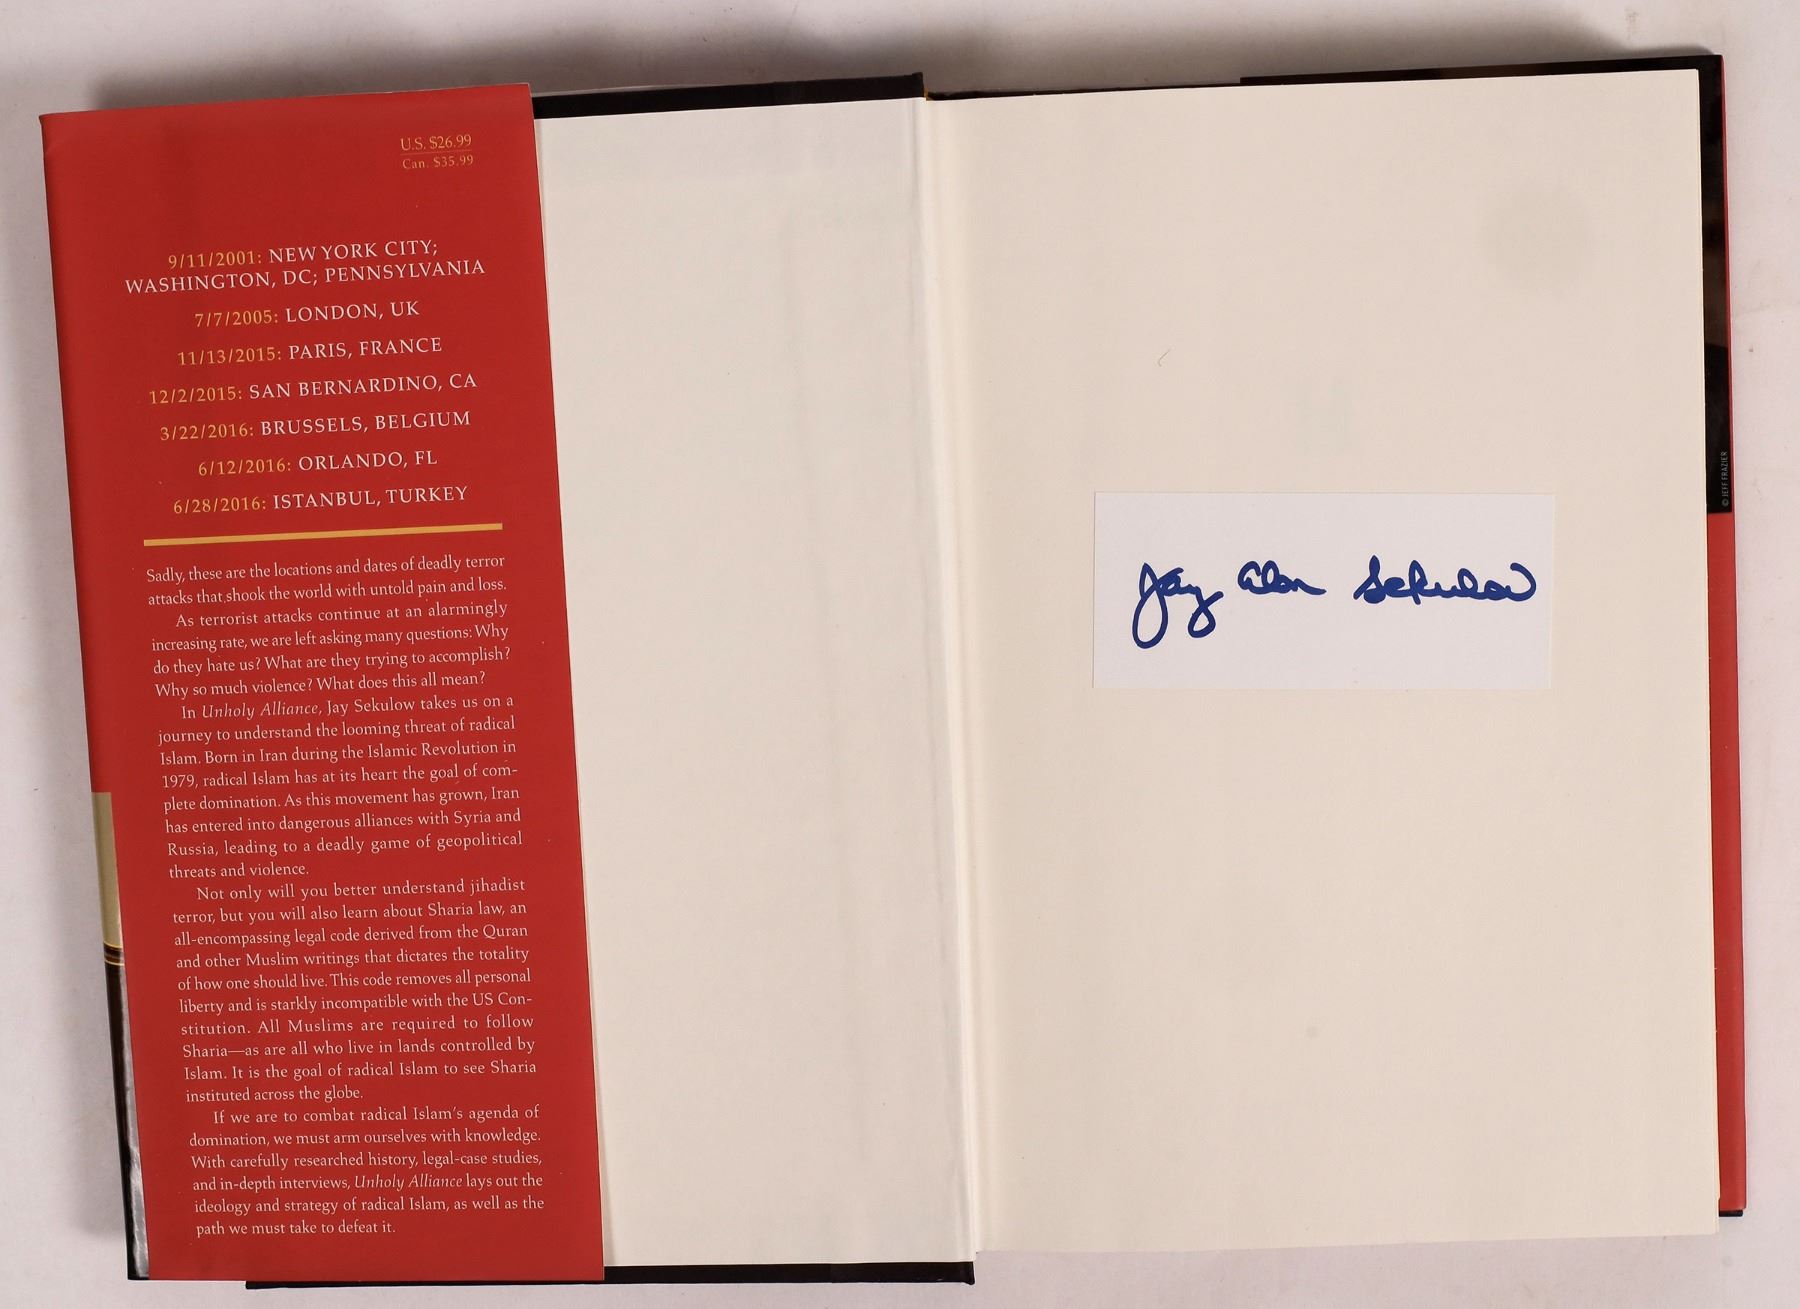 U.S. $26.99
Can. $35.99
9/11/2001: NEW YORK CITY;
WASHINGTON, DC; PENNSYLVANIA
7/7/2005: LONDON, UK
11/13/2015: PARIS, FRANCE
12/2/2015: SAN BERNARDINO, CA
3/22/2016: BRUSSELS, BELGIUM
6/12/2016: ORLANDO, FL
6/28/2016: ISTANBUL, TURKEY
Sadly, these are the locations and dates of deadly terror
attacks that shook the world with untold pain and loss.
As terrorist attacks continue at an alarmingly
increasing rate, we are left asking many questions: Why
do they hate us? What are they trying to accomplish?
Why so much violence? What does this all mean?
In Unholy Alliance, Jay Sekulow takes us on a
journey to understand the looming threat of radical
Islam. Born in Iran during the Islamic Revolution in
1979, radical Islam has at its heart the goal of com-
plete domination. As this movement has grown, Iran
has entered into dangerous alliances with Syria and
Russia, leading to a deadly game of geopolitical
threats and violence.
Not only will you better understand jihadist
terror, but you will also learn about Sharia law, an
all-encompassing legal code derived from the Quran
and other Muslim writings that dictates the totality
of how one should live. This code removes all personal
liberty and is starkly incompatible with the US Con-
stitution. All Muslims are required to follow
Sharia—as are all who live in lands controlled by
Islam. It is the goal of radical Islam to see Sharia
instituted across the globe.
If we are to combat radical Islam's agenda of
domination, we must arm ourselves with knowledge.
With carefully researched history, legal-case studies,
and in-depth interviews, Unholy Alliance lays out the
ideology and strategy of radical Islam, as well as the
path we must take to defeat it.
Jay Alan Sekulow
© JEFF FRAZIER